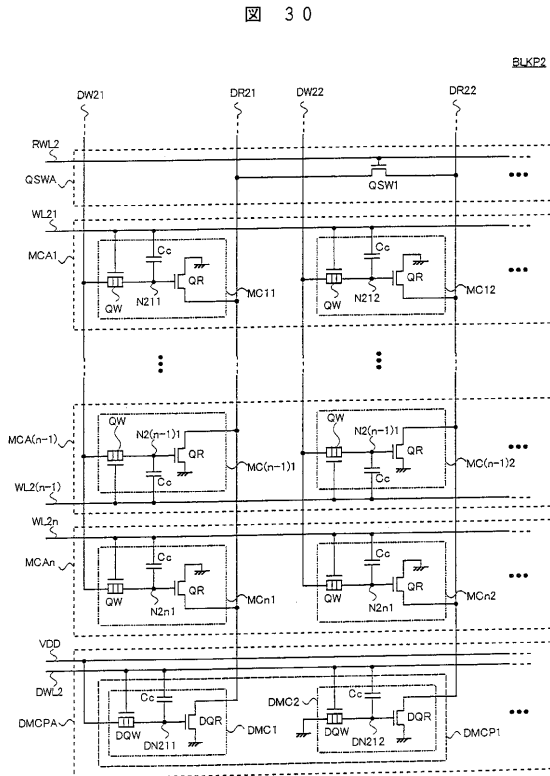 図 30
BLKP2
DW21 DR21 DW22 DR22
RWL2
QSWA
QSW1
WL21
MCA1
Cc Cc
QR QR
QW N211 MC11 QW N212 MC12
QW N2(n-1)1 QW N2(n-1)1
MCA(n-1)
QR QR
Cc MC(n-1)1 Cc MC(n-1)2
WL2(n-1)
WL2n
MCAn
Cc Cc
QR QR
QW N2n1 MCn1 QW N2n1 MCn2
VDD
DWL2
Cc DMC2 Cc
DMCPA DQR DMC1 DQR DMCP1
DQW DN211 DQW DN212